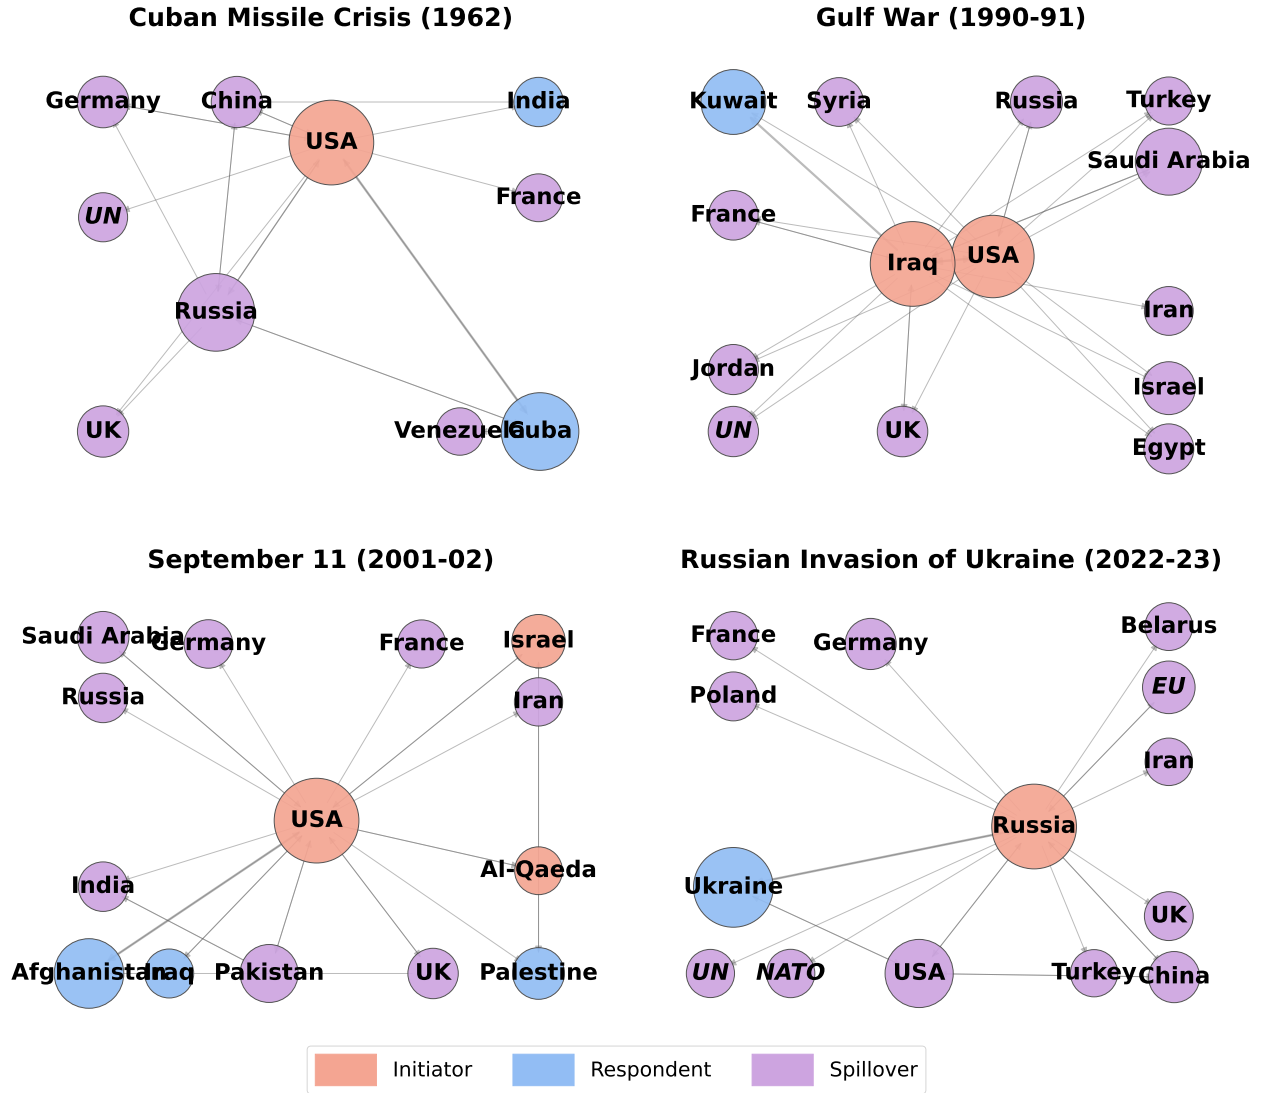 Cuban Missile Crisis (1962)
Germany
China
USA
India
UN
France
Russia
UK
Venezuela
Cuba
Gulf War (1990-91)
Kuwait
Syria
Russia
Turkey
Saudi Arabia
France
Iraq
USA
Iran
Jordan
Israel
UN
UK
Egypt
September 11 (2001-02)
Saudi Arabia
Germany
France
Israel
Russia
Iran
USA
Al-Qaeda
India
Afghanistan
Iraq
Pakistan
UK
Palestine
Russian Invasion of Ukraine (2022-23)
France
Germany
Belarus
Poland
EU
Iran
Russia
Ukraine
UK
UN
NATO
USA
Turkey
China
Initiator
Respondent
Spillover